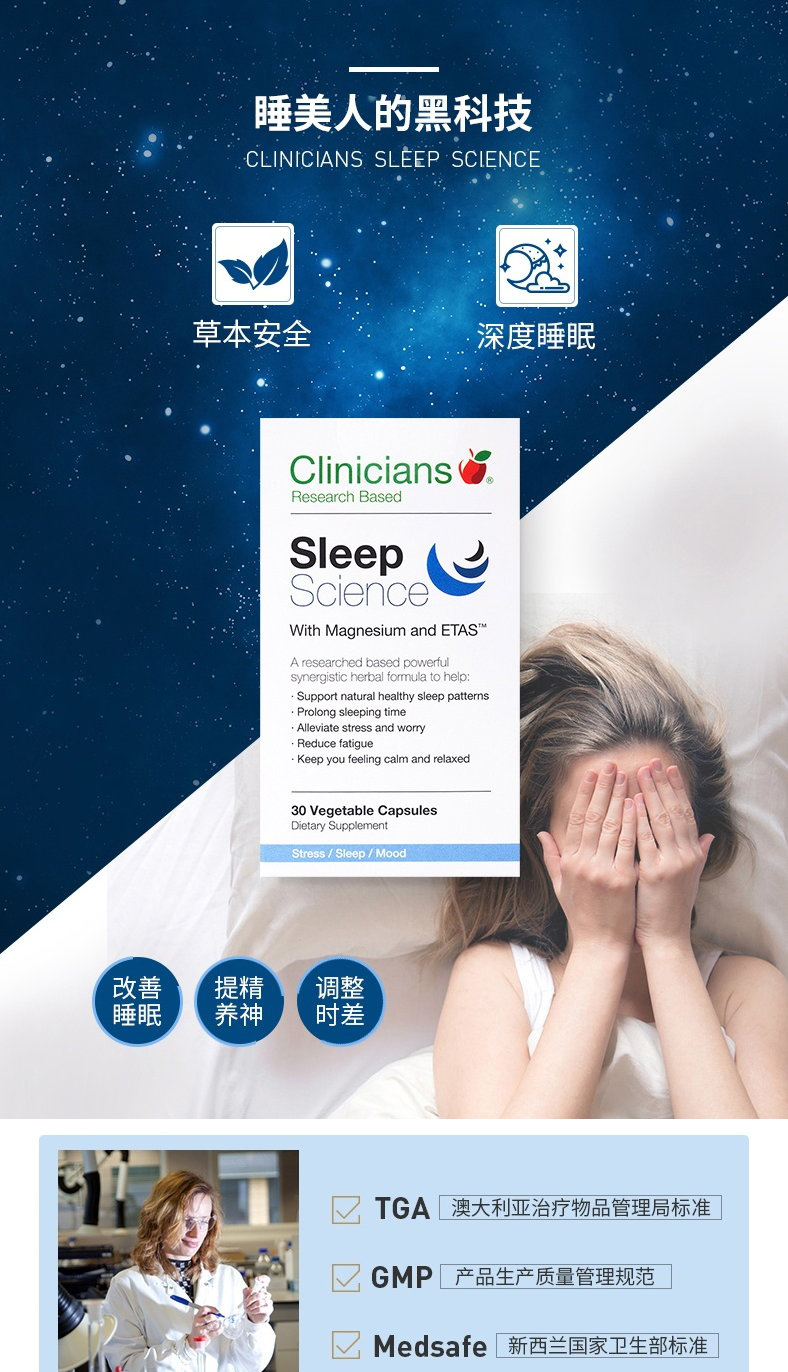 睡美人的黑科技
CLINICIANS SLEEP SCIENCE
草本安全
深度睡眠
Clinicians®
Research Based
Sleep
Science
With Magnesium and ETAS™
A researched based powerful
synergistic herbal formula to help:
· Support natural healthy sleep patterns
· Prolong sleeping time
· Alleviate stress and worry
· Reduce fatigue
· Keep you feeling calm and relaxed
30 Vegetable Capsules
Dietary Supplement
Stress / Sleep / Mood
改善
睡眠
提精
养神
调整
时差
TGA 澳大利亚治疗物品管理局标准
GMP 产品生产质量管理规范
Medsafe 新西兰国家卫生部标准